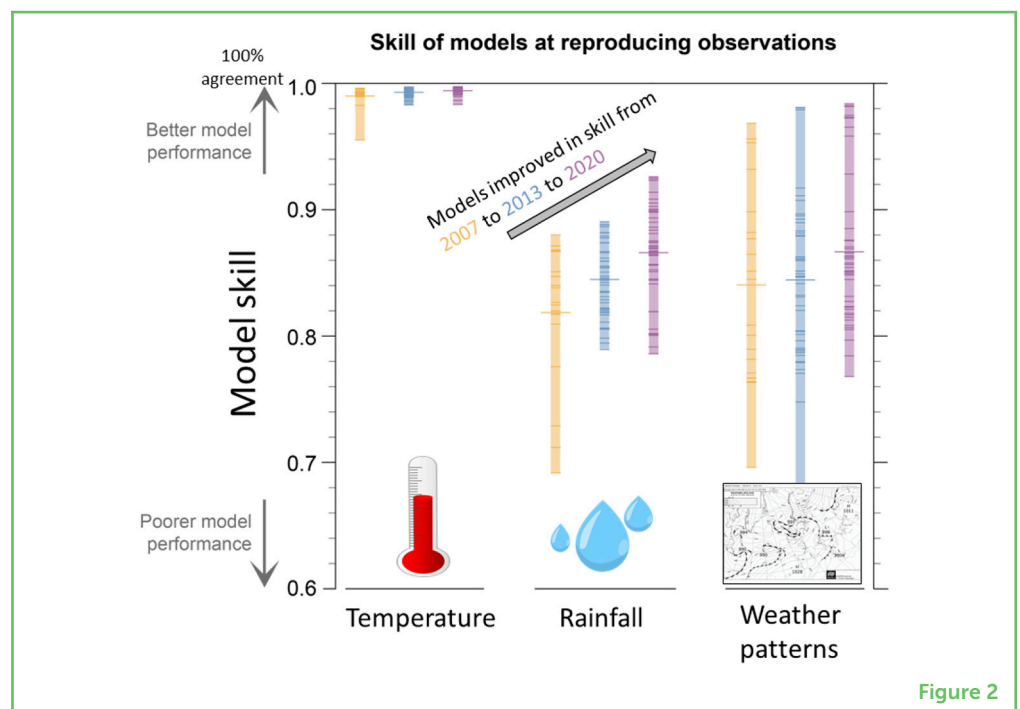 Skill of models at reproducing observations
100%
agreement
Better model
performance
Model skill
Poorer model
performance
1.0
0.9
0.8
0.7
0.6
Models improved in skill from
2007 to 2013 to 2020
Temperature
Rainfall
Weather
patterns
Figure 2